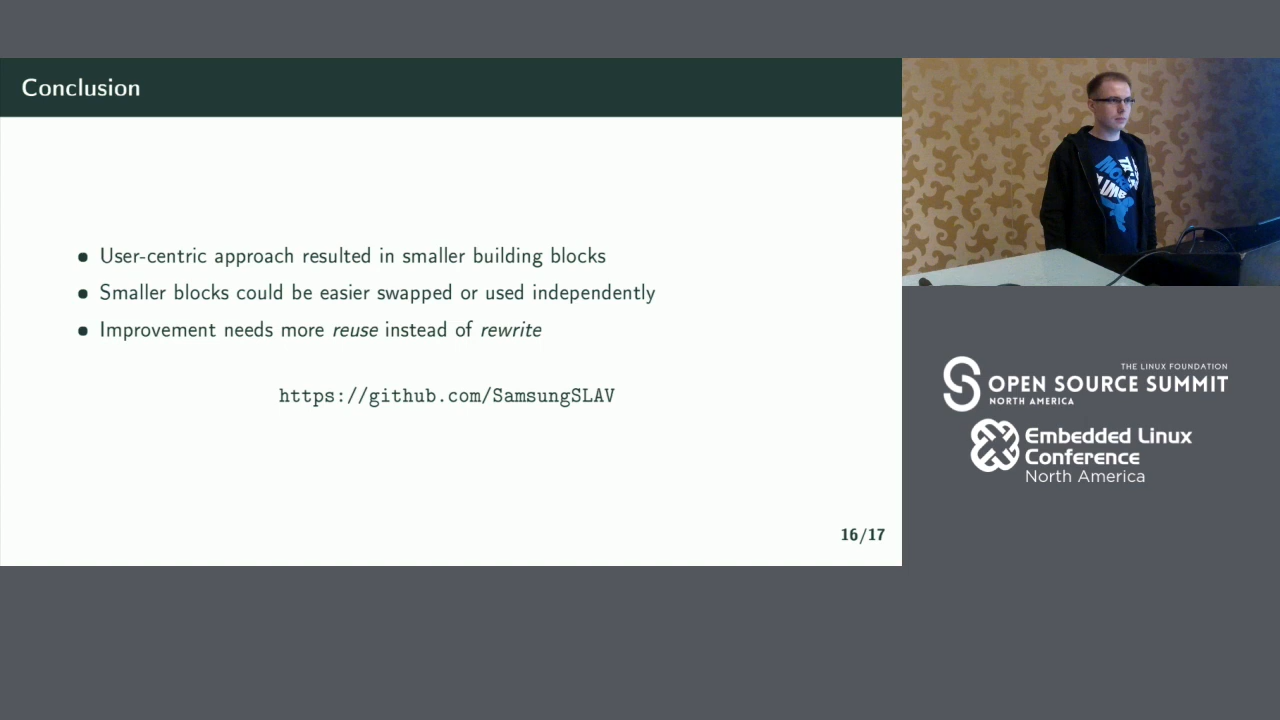 Conclusion
• User-centric approach resulted in smaller building blocks
• Smaller blocks could be easier swapped or used independently
• Improvement needs more reuse instead of rewrite
https://github.com/SamsungSLAV
16/17
THE LINUX FOUNDATION
OPEN SOURCE SUMMIT
NORTH AMERICA
Embedded Linux
Conference
North America